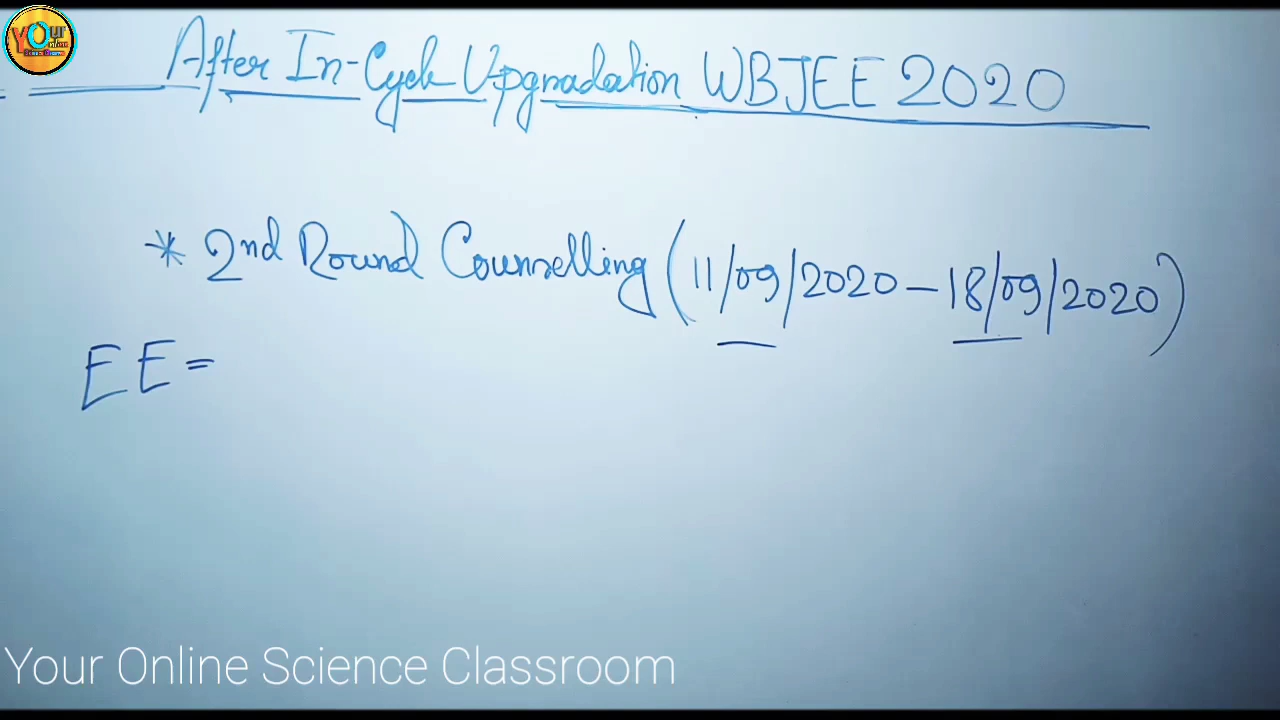 Your
After In-Cycle Upgradation WBJEE 2020
* 2nd Round Counselling (11/09/2020 - 18/09/2020)
EE =
Your Online Science Classroom